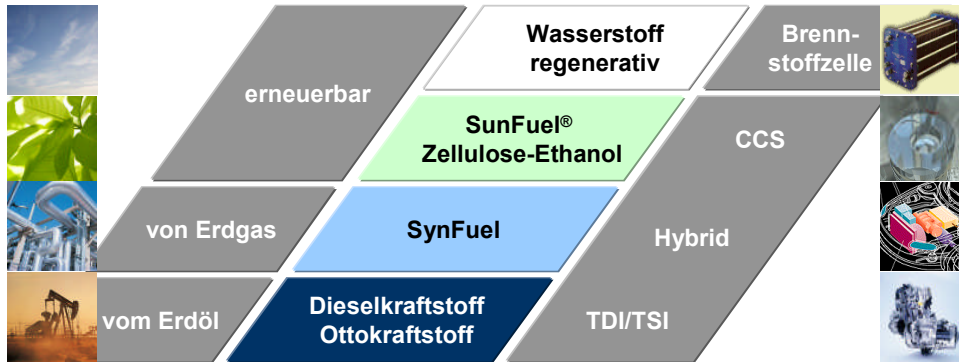 erneuerbar
Wasserstoff
regenerativ
Brenn-
stoffzelle
SunFuel®
Zellulose-Ethanol
CCS
von Erdgas
SynFuel
Hybrid
vom Erdöl
Dieselkraftstoff
Ottokraftstoff
TDI/TSI